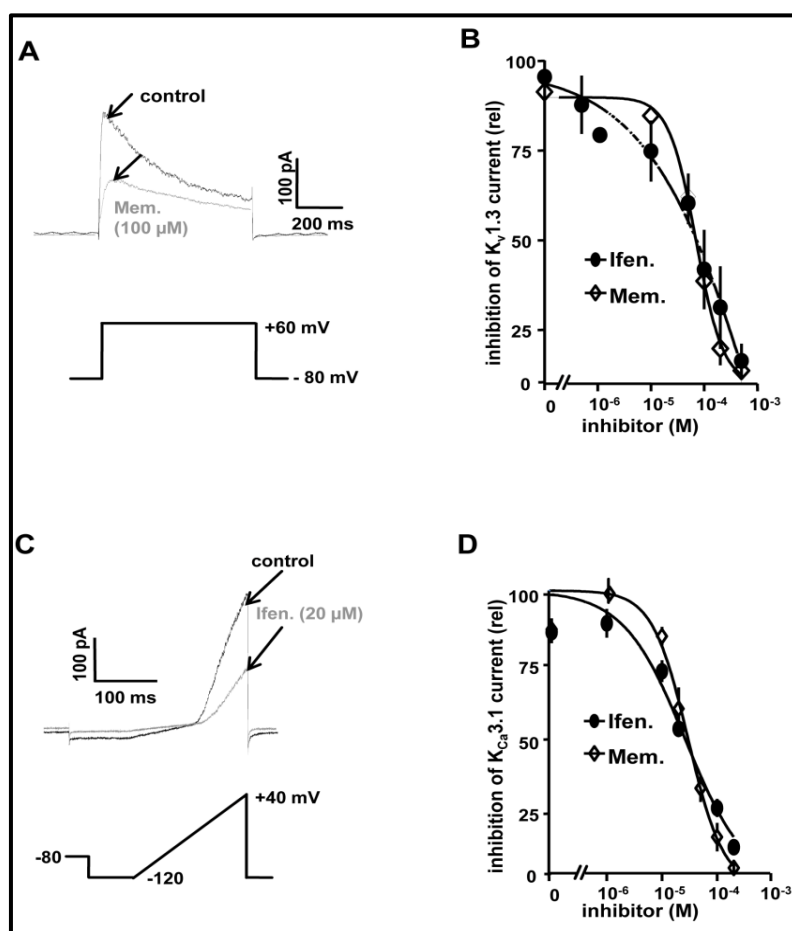 A
control
Mem.
(100 µM)
100 pA
200 ms
+60 mV
- 80 mV
B
inhibition of Kv1.3 current (rel)
100
75
50
25
0
Ifen.
Mem.
0
10-6
10-5
10-4
10-3
inhibitor (M)
C
control
Ifen. (20 µM)
100 pA
100 ms
+40 mV
-80
-120
D
inhibition of KCa3.1 current (rel)
100
75
50
25
0
Ifen.
Mem.
0
10-6
10-5
10-4
10-3
inhibitor (M)